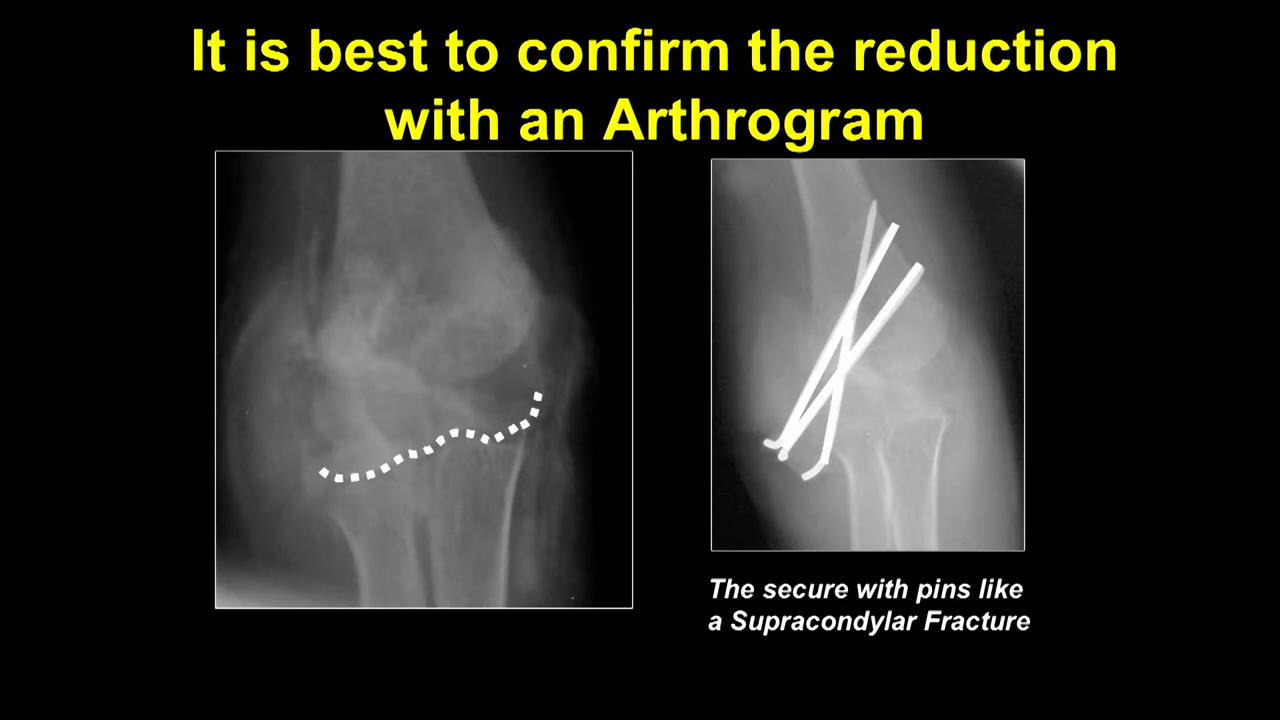 It is best to confirm the reduction
with an Arthrogram
The secure with pins like
a Supracondylar Fracture